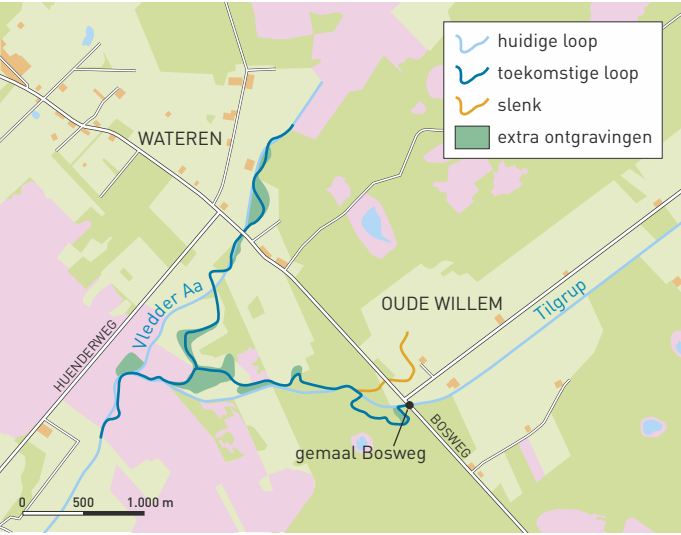 huidige loop
toekomstige loop
slenk
extra ontgravingen
WATEREN
Vledder Aa
OUDE WILLEM
Tilgrup
HUENDERWEG
BOSWEG
gemaal Bosweg
0 500 1.000 m